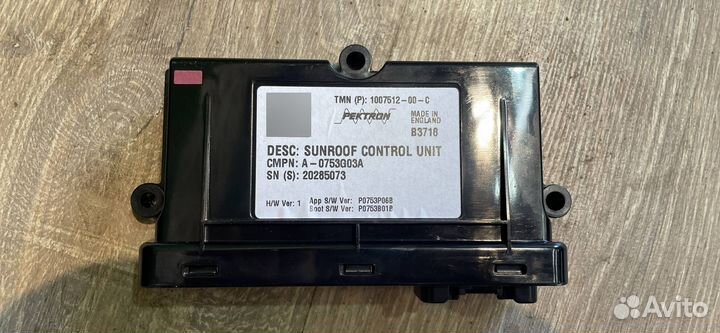 TMN (P): 1007512-00-C
PEKTRON
MADE IN
ENGLAND
B3716
DESC: SUNROOF CONTROL UNIT
CMPN: A-0753G03A
SN (S): 20285073
H/W Ver: 1 App S/W Ver: P0753P06B
Boot S/W Ver: P0753B01B
Avito